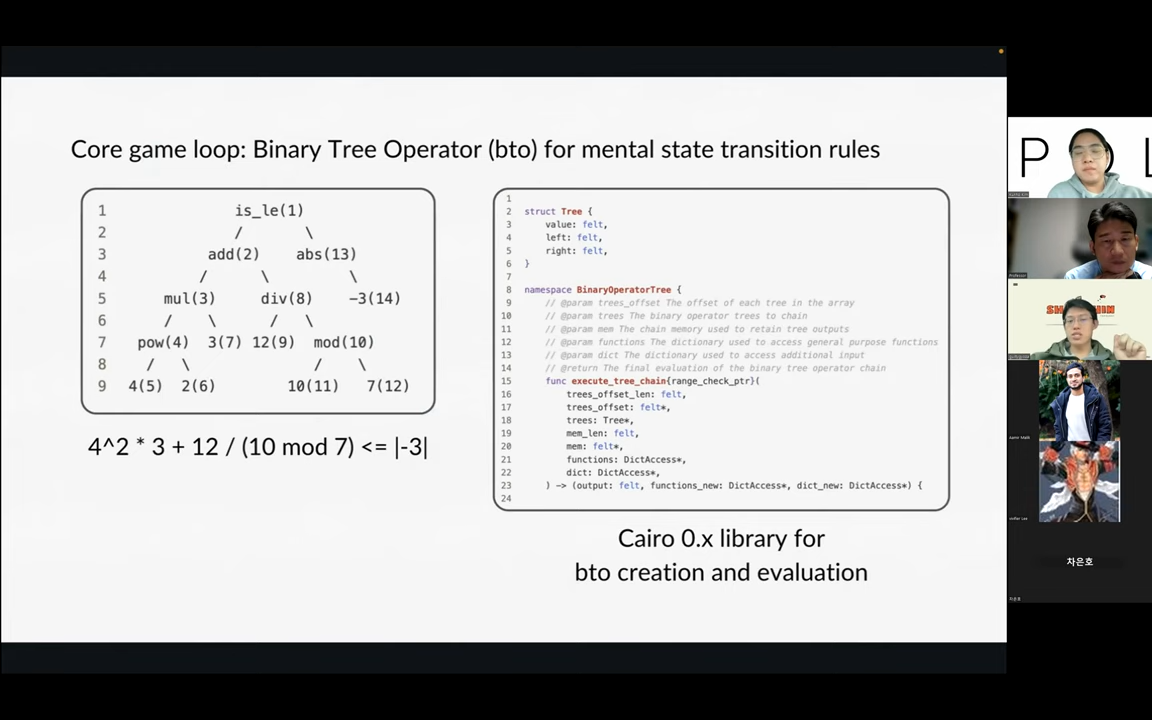 Core game loop: Binary Tree Operator (bto) for mental state transition rules
1 is_le(1)
2 / \
3 add(2) abs(13)
4 / \ \
5 mul(3) div(8) −3(14)
6 / \ / \
7 pow(4) 3(7) 12(9) mod(10)
8 / \ / \
9 4(5) 2(6) 10(11) 7(12)
4^2 * 3 + 12 / (10 mod 7) <= |-3|
1
2 struct Tree {
3 value: felt,
4 left: felt,
5 right: felt,
6 }
7
8 namespace BinaryOperatorTree {
9 // @param trees_offset The offset of each tree in the array
10 // @param trees The binary operator trees to chain
11 // @param mem The chain memory used to retain tree outputs
12 // @param functions The dictionary used to access general purpose functions
13 // @param dict The dictionary used to access additional input
14 // @return The final evaluation of the binary tree operator chain
15 func execute_tree_chain{range_check_ptr}(
16 trees_offset_len: felt,
17 trees_offset: felt*,
18 trees: Tree*,
19 mem_len: felt,
20 mem: felt*,
21 functions: DictAccess*,
22 dict: DictAccess*,
23 ) -> (output: felt, functions_new: DictAccess*, dict_new: DictAccess*) {
24
Cairo 0.x library for
bto creation and evaluation
P
L
Aamir Malik
차은호
차은호